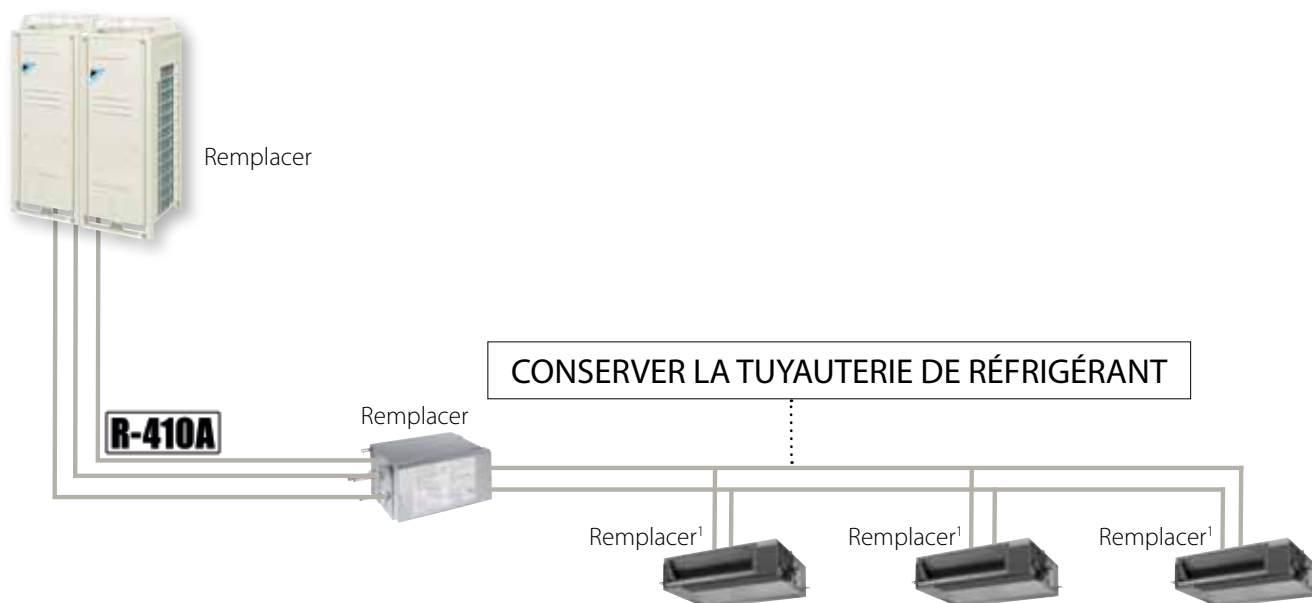 Remplacer
CONSERVER LA TUYAUTERIE DE RÉFRIGÉRANT
Remplacer
R-410A
Remplacer¹
Remplacer¹
Remplacer¹